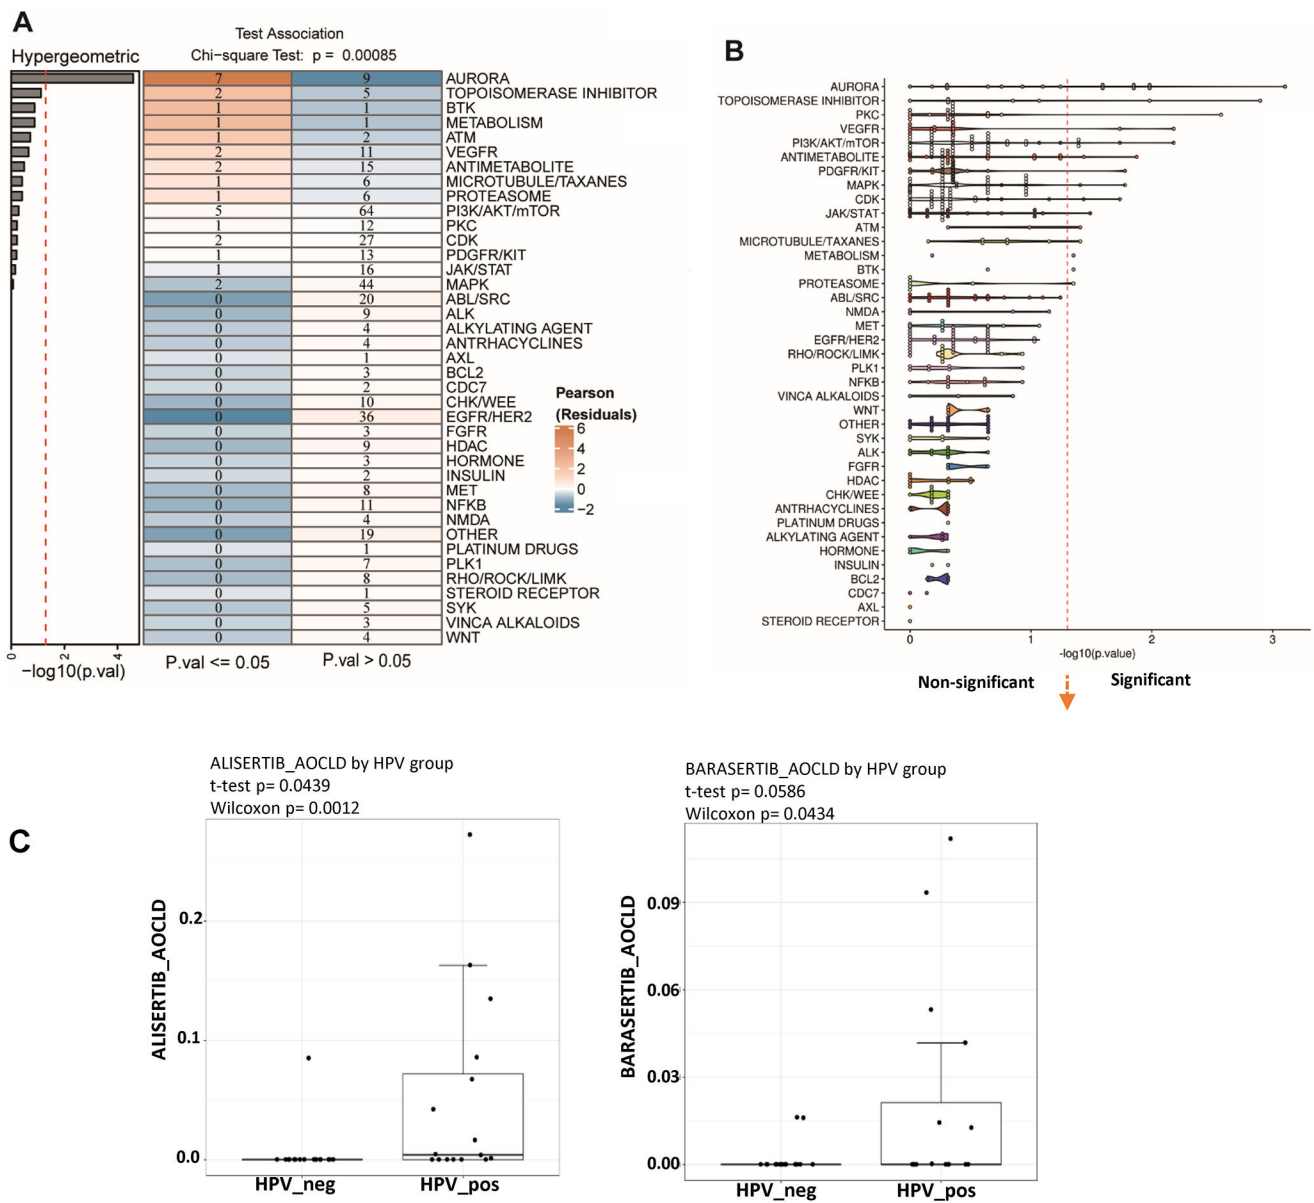 A
Test Association
Hypergeometric
Chi−square Test: p = 0.00085
7 9 AURORA
2 5 TOPOISOMERASE INHIBITOR
1 1 BTK
1 1 METABOLISM
1 2 ATM
2 11 VEGFR
2 15 ANTIMETABOLITE
1 6 MICROTUBULE/TAXANES
1 6 PROTEASOME
5 64 PI3K/AKT/mTOR
1 12 PKC
2 27 CDK
1 13 PDGFR/KIT
1 16 JAK/STAT
2 44 MAPK
0 20 ABL/SRC
0 9 ALK
0 4 ALKYLATING AGENT
0 4 ANTRHACYCLINES
0 1 AXL
0 3 BCL2
0 2 CDC7
0 10 CHK/WEE
0 36 EGFR/HER2
0 3 FGFR
0 9 HDAC
0 3 HORMONE
0 2 INSULIN
0 8 MET
0 11 NFKB
0 4 NMDA
0 19 OTHER
0 1 PLATINUM DRUGS
0 7 PLK1
0 8 RHO/ROCK/LIMK
0 1 STEROID RECEPTOR
0 5 SYK
0 3 VINCA ALKALOIDS
0 4 WNT
0 2 4
−log10(p.val)
P.val <= 0.05
P.val > 0.05
Pearson
(Residuals)
6
4
2
0
−2
B
AURORA
TOPOISOMERASE INHIBITOR
PKC
VEGFR
PI3K/AKT/mTOR
ANTIMETABOLITE
PDGFR/KIT
MAPK
CDK
JAK/STAT
ATM
MICROTUBULE/TAXANES
METABOLISM
BTK
PROTEASOME
ABL/SRC
NMDA
MET
EGFR/HER2
RHO/ROCK/LIMK
PLK1
NFKB
VINCA ALKALOIDS
WNT
OTHER
SYK
ALK
FGFR
HDAC
CHK/WEE
ANTRHACYCLINES
PLATINUM DRUGS
ALKYLATING AGENT
HORMONE
INSULIN
BCL2
CDC7
AXL
STEROID RECEPTOR
0 1 2 3
-log10(p.value)
Non-significant
Significant
C
ALISERTIB_AOCLD by HPV group
t-test p= 0.0439
Wilcoxon p= 0.0012
ALISERTIB_AOCLD
0.2
0.1
0.0
HPV_neg
HPV_pos
BARASERTIB_AOCLD by HPV group
t-test p= 0.0586
Wilcoxon p= 0.0434
BARASERTIB_AOCLD
0.09
0.06
0.03
0.00
HPV_neg
HPV_pos